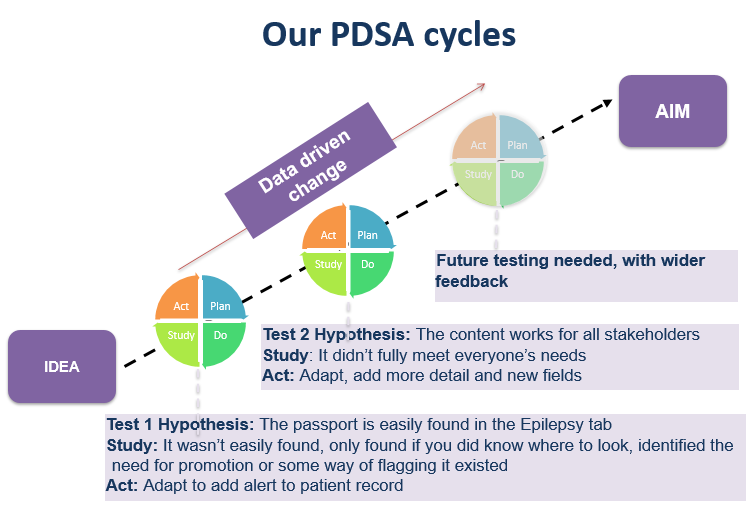 Our PDSA cycles
AIM
Data driven
change
Act Plan
Study Do
Act Plan
Study Do
Future testing needed, with wider
feedback
Act Plan
Study Do
IDEA
Test 2 Hypothesis: The content works for all stakeholders
Study: It didn’t fully meet everyone’s needs
Act: Adapt, add more detail and new fields
Test 1 Hypothesis: The passport is easily found in the Epilepsy tab
Study: It wasn’t easily found, only found if you did know where to look, identified the
need for promotion or some way of flagging it existed
Act: Adapt to add alert to patient record